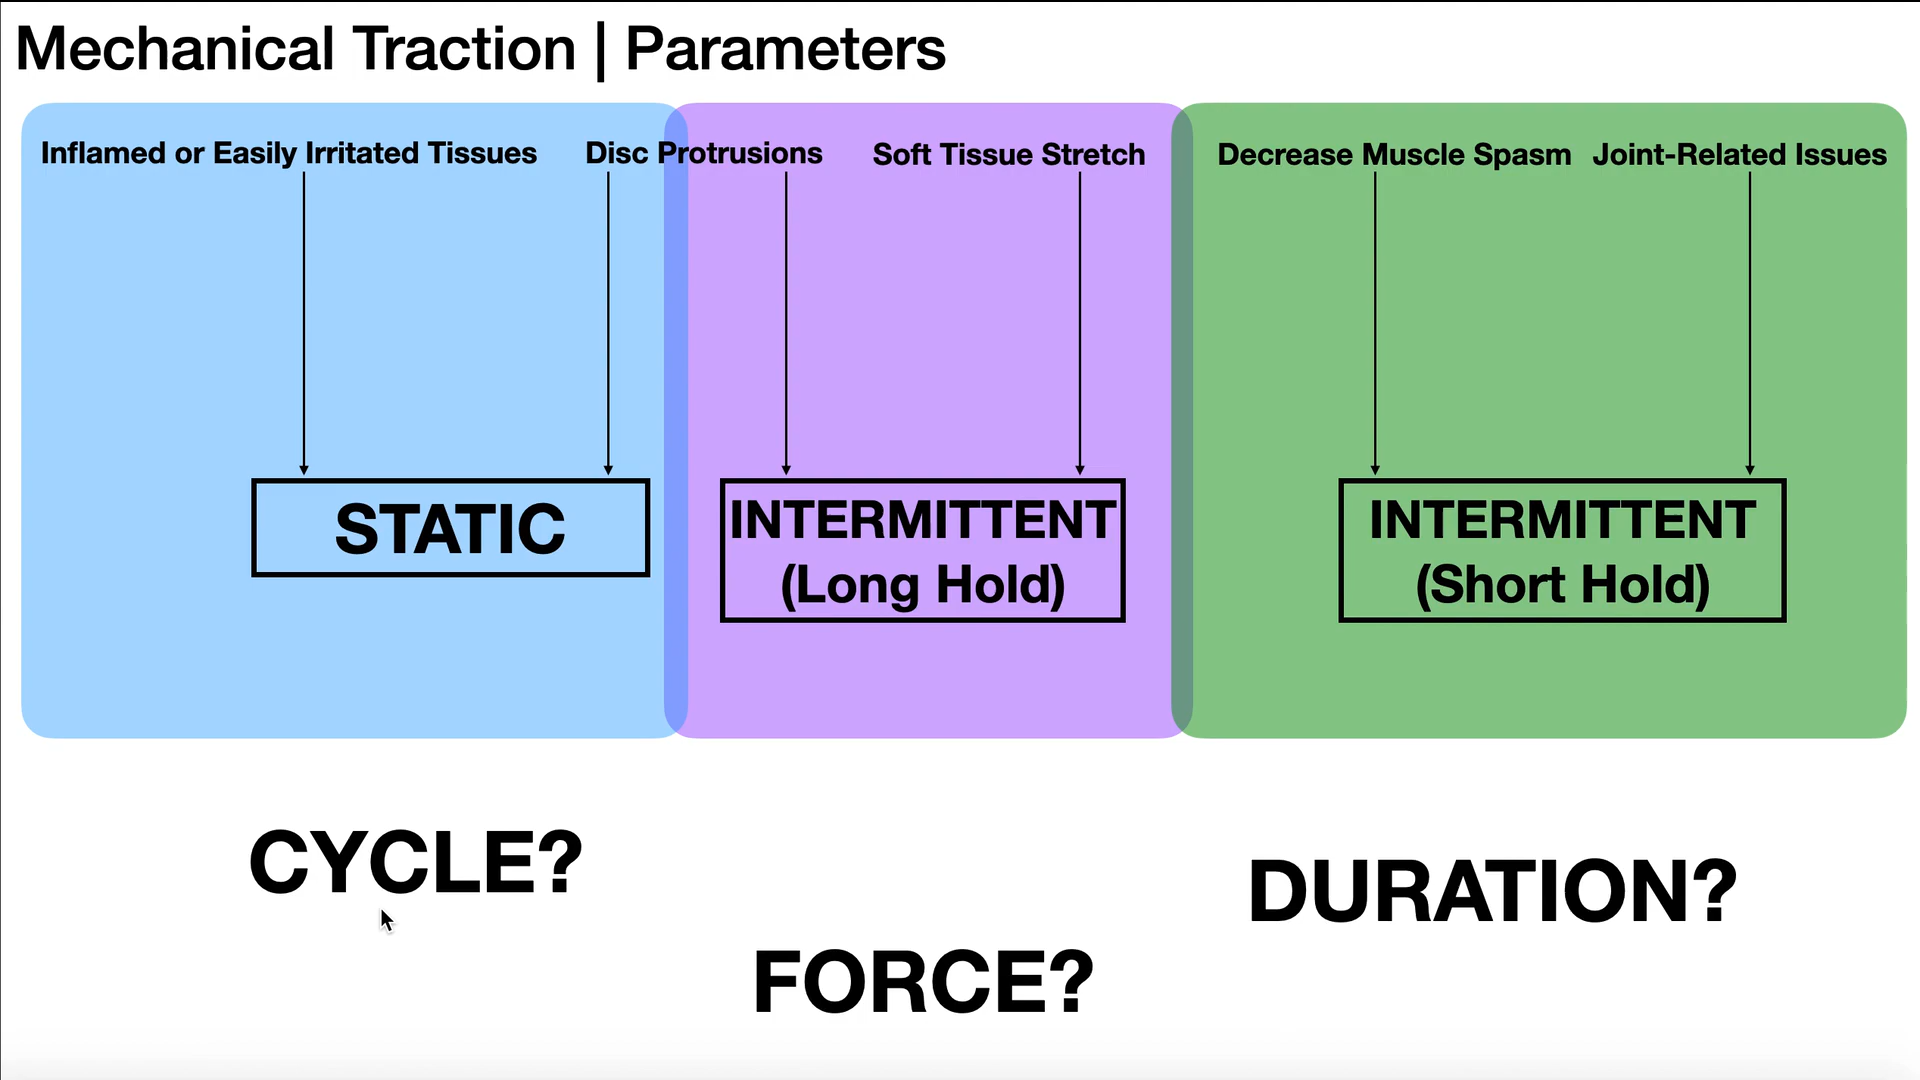 Mechanical Traction | Parameters
Inflamed or Easily Irritated Tissues
Disc Protrusions
Soft Tissue Stretch
Decrease Muscle Spasm
Joint-Related Issues
STATIC
INTERMITTENT
(Long Hold)
INTERMITTENT
(Short Hold)
CYCLE?
FORCE?
DURATION?